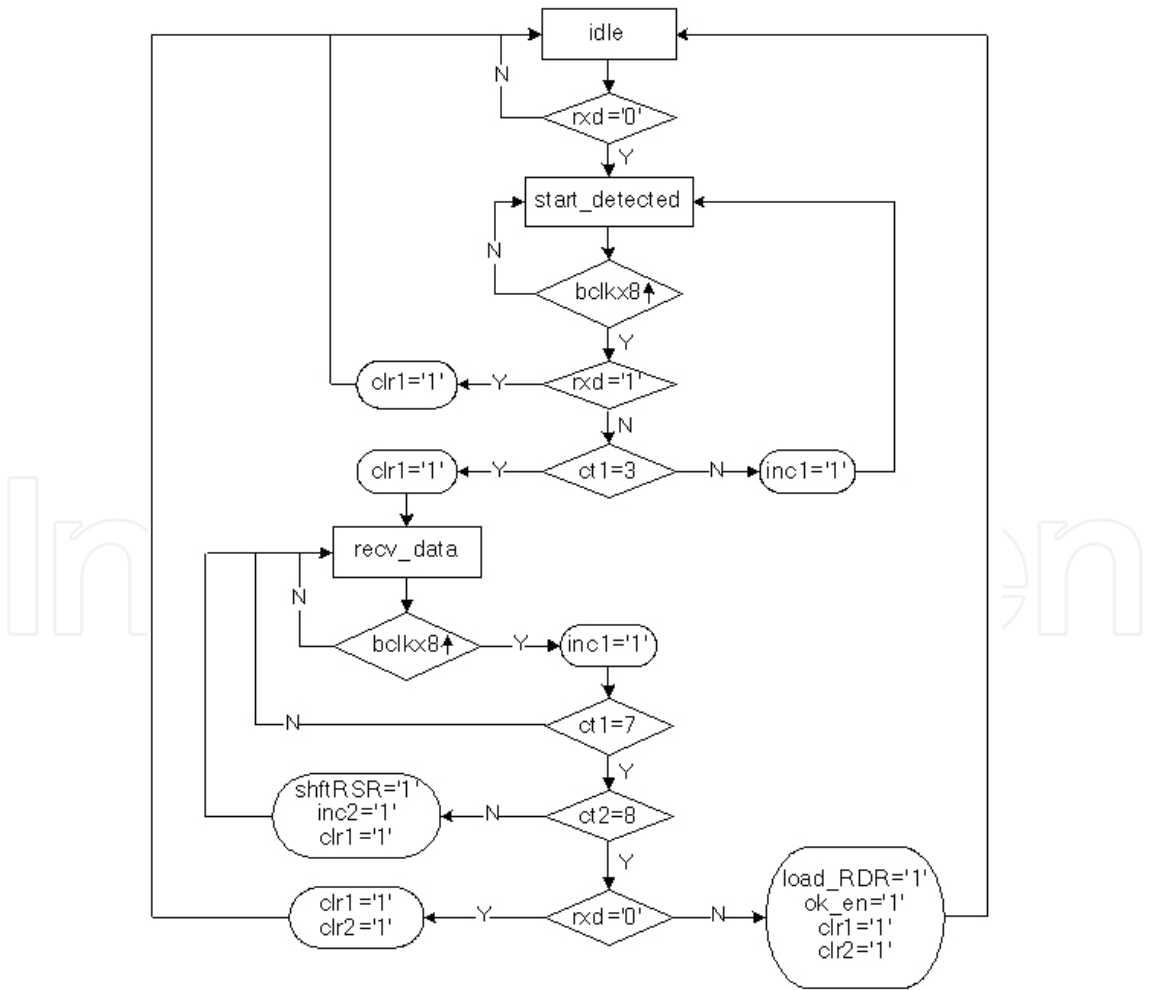 idle
N
rxd='0'
Y
start_detected
N
bclkx8↑
Y
clr1='1'
Y
rxd='1'
N
clr1='1'
Y
ct1=3
N
inc1='1'
recv_data
N
bclkx8↑
Y
inc1='1'
N
ct1=7
Y
shftRSR='1'
inc2='1'
clr1='1'
N
ct2=8
Y
clr1='1'
clr2='1'
Y
rxd='0'
N
load_RDR='1'
ok_en='1'
clr1='1'
clr2='1'
In
en